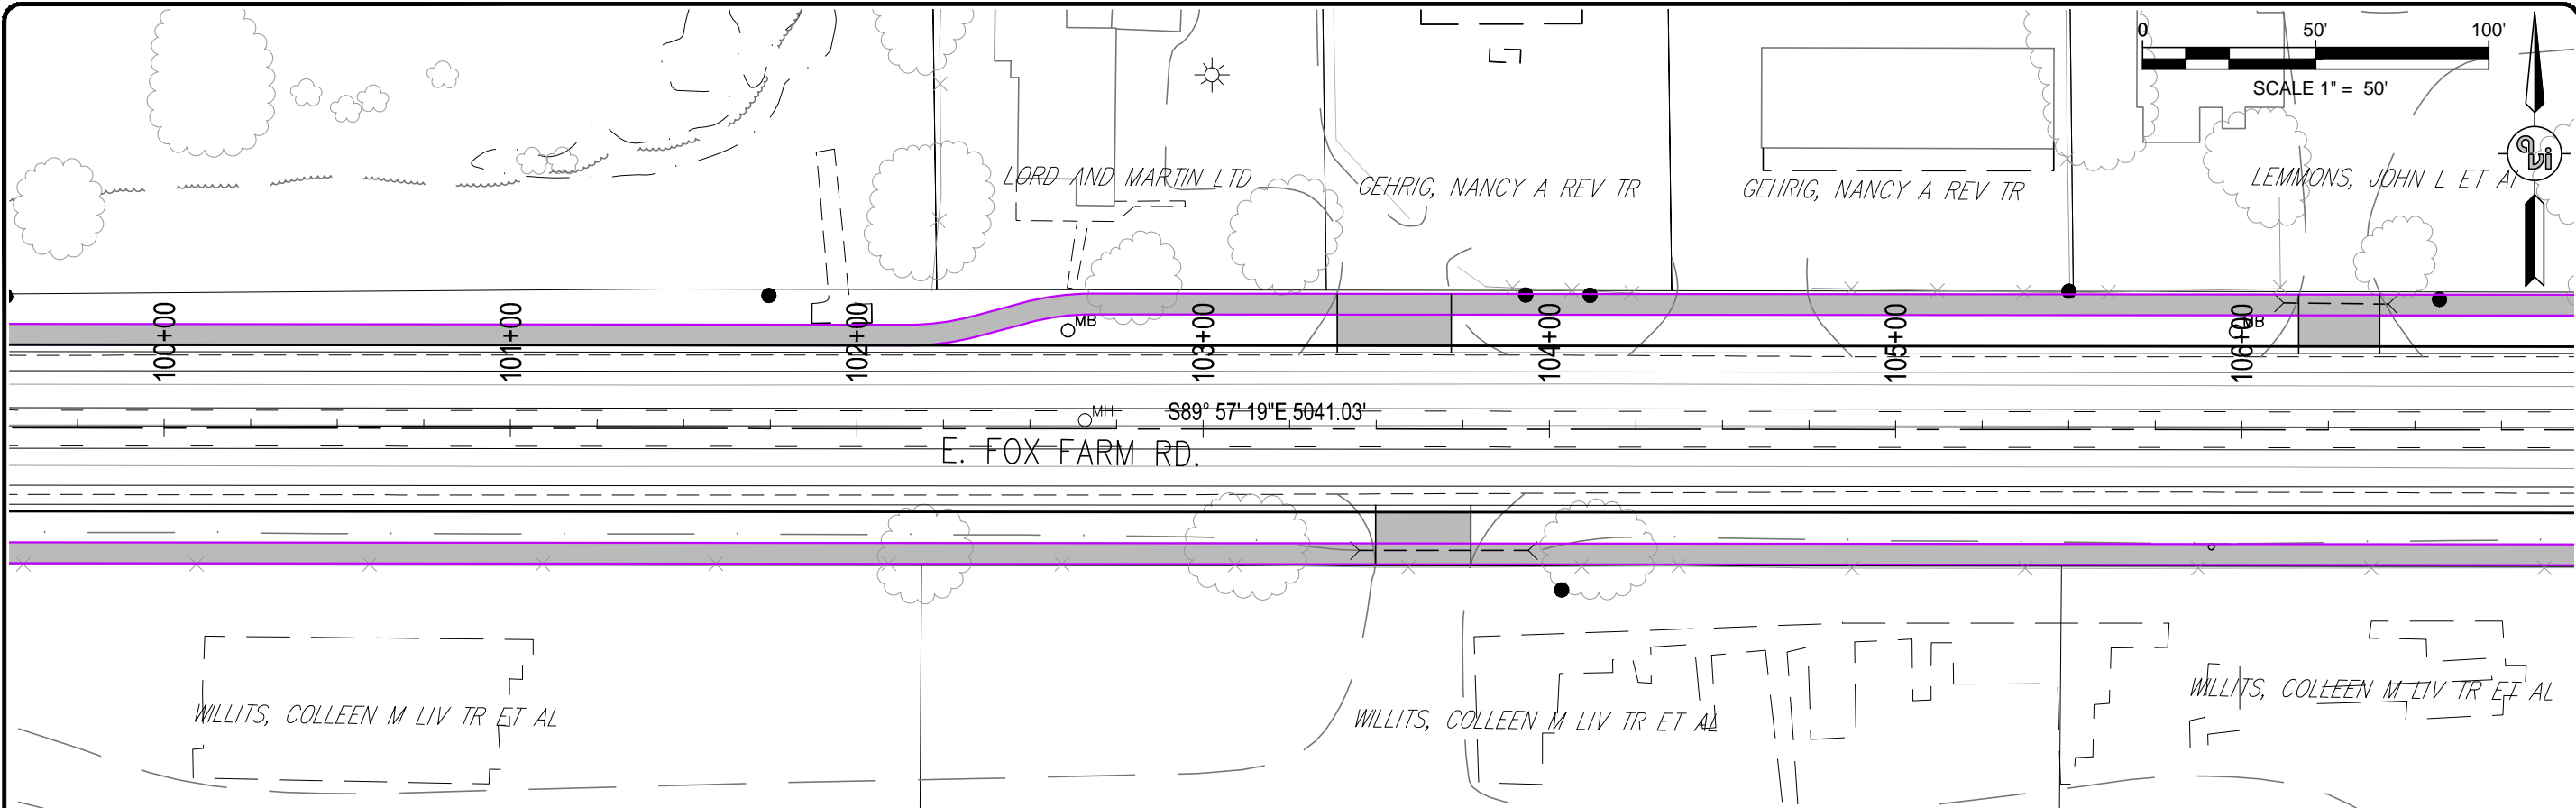 0 50' 100'
SCALE 1" = 50'
avi
LORD AND MARTIN LTD
GEHRIG, NANCY A REV TR
GEHRIG, NANCY A REV TR
LEMMONS, JOHN L ET AL
100+00
101+00
102+00
MB
103+00
104+00
105+00
106+00
MB
MH
S89° 57' 19"E 5041.03'
E. FOX FARM RD.
WILLITS, COLLEEN M LIV TR ET AL
WILLITS, COLLEEN M LIV TR ET AL
WILLITS, COLLEEN M LIV TR ET AL